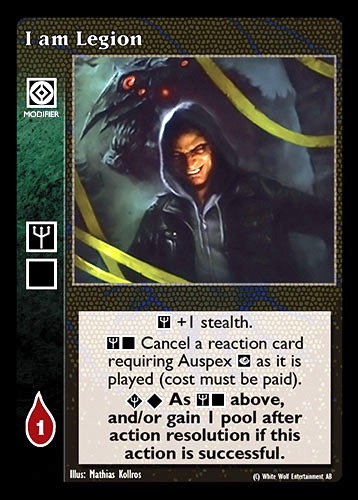 I am Legion
MODIFIER
+1 stealth.
Cancel a reaction card
requiring Auspex as it is
played (cost must be paid).
As above,
and/or gain 1 pool after
action resolution if this
action is successful.
1
Illus: Mathias Kollros
(C) White Wolf Entertainment AB